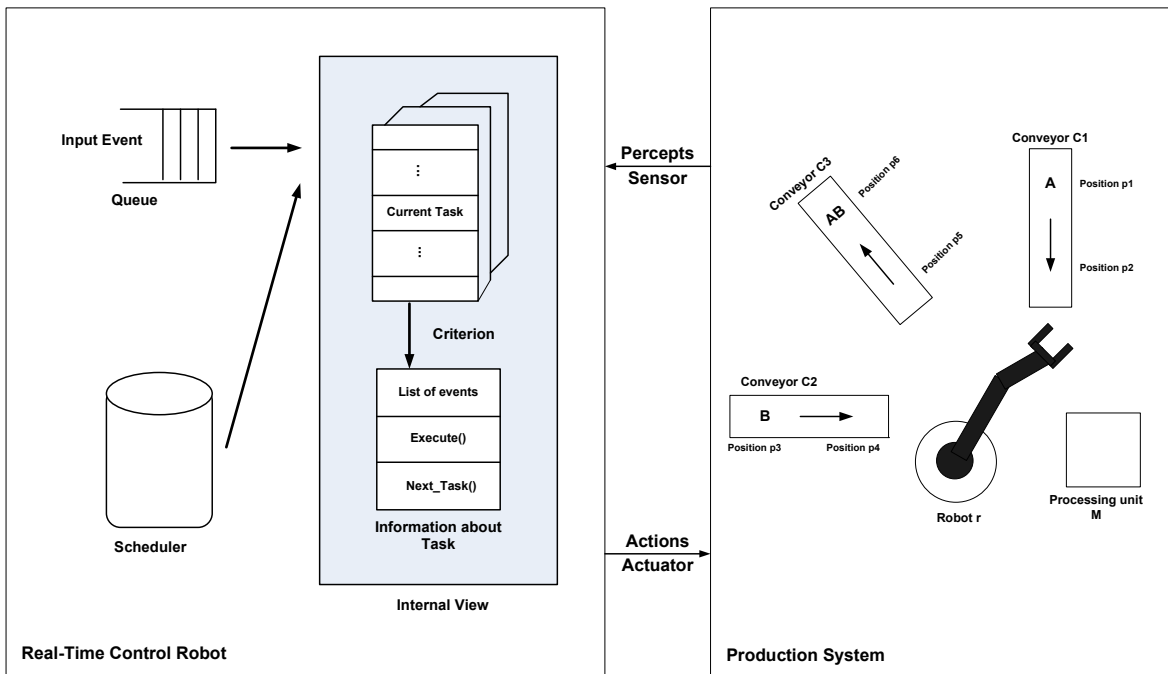 Input Event
Queue
Scheduler
⋮
Current Task
⋮
Criterion
List of events
Execute()
Next_Task()
Information about
Task
Internal View
Real-Time Control Robot
Percepts
Sensor
Actions
Actuator
Conveyor C1
A
Position p1
Position p2
Conveyor C3
AB
Position p6
Position p5
Conveyor C2
B
Position p3
Position p4
Robot r
Processing unit
M
Production System